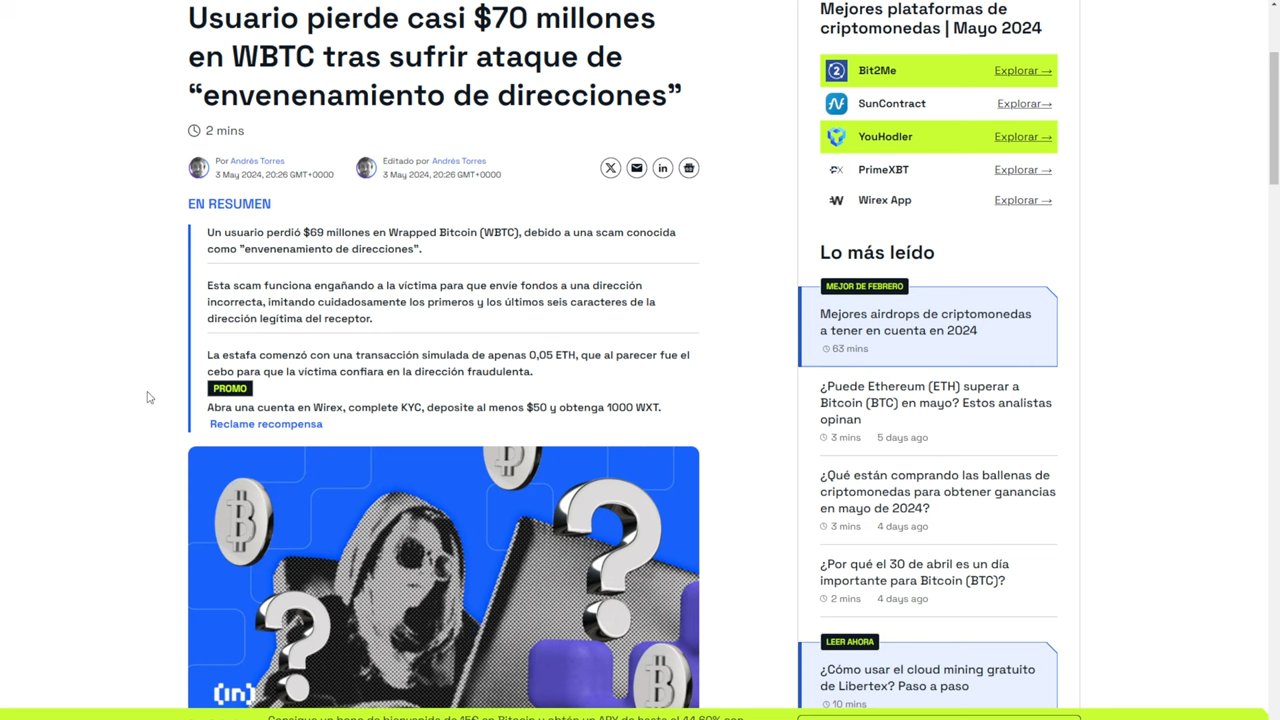 Usuario pierde casi $70 millones
en WBTC tras sufrir ataque de
“envenenamiento de direcciones”
2 mins
Por Andrés Torres
3 May 2024, 20:26 GMT+0000
Editado por Andrés Torres
3 May 2024, 20:26 GMT+0000
EN RESUMEN
Un usuario perdió $69 millones en Wrapped Bitcoin (WBTC), debido a una scam conocida
como "envenenamiento de direcciones".
Esta scam funciona engañando a la víctima para que envíe fondos a una dirección
incorrecta, imitando cuidadosamente los primeros y los últimos seis caracteres de la
dirección legítima del receptor.
La estafa comenzó con una transacción simulada de apenas 0,05 ETH, que al parecer fue el
cebo para que la víctima confiara en la dirección fraudulenta.
PROMO
Abra una cuenta en Wirex, complete KYC, deposite al menos $50 y obtenga 1000 WXT.
Reclame recompensa
(in)
Mejores plataformas de
criptomonedas | Mayo 2024
Bit2Me Explorar →
SunContract Explorar→
YouHodler Explorar →
PrimeXBT Explorar →
Wirex App Explorar →
Lo más leído
MEJOR DE FEBRERO
Mejores airdrops de criptomonedas
a tener en cuenta en 2024
63 mins
¿Puede Ethereum (ETH) superar a
Bitcoin (BTC) en mayo? Estos analistas
opinan
3 mins 5 days ago
¿Qué están comprando las ballenas de
criptomonedas para obtener ganancias
en mayo de 2024?
3 mins 4 days ago
¿Por qué el 30 de abril es un día
importante para Bitcoin (BTC)?
2 mins 4 days ago
LEER AHORA
¿Cómo usar el cloud mining gratuito
de Libertex? Paso a paso
10 mins